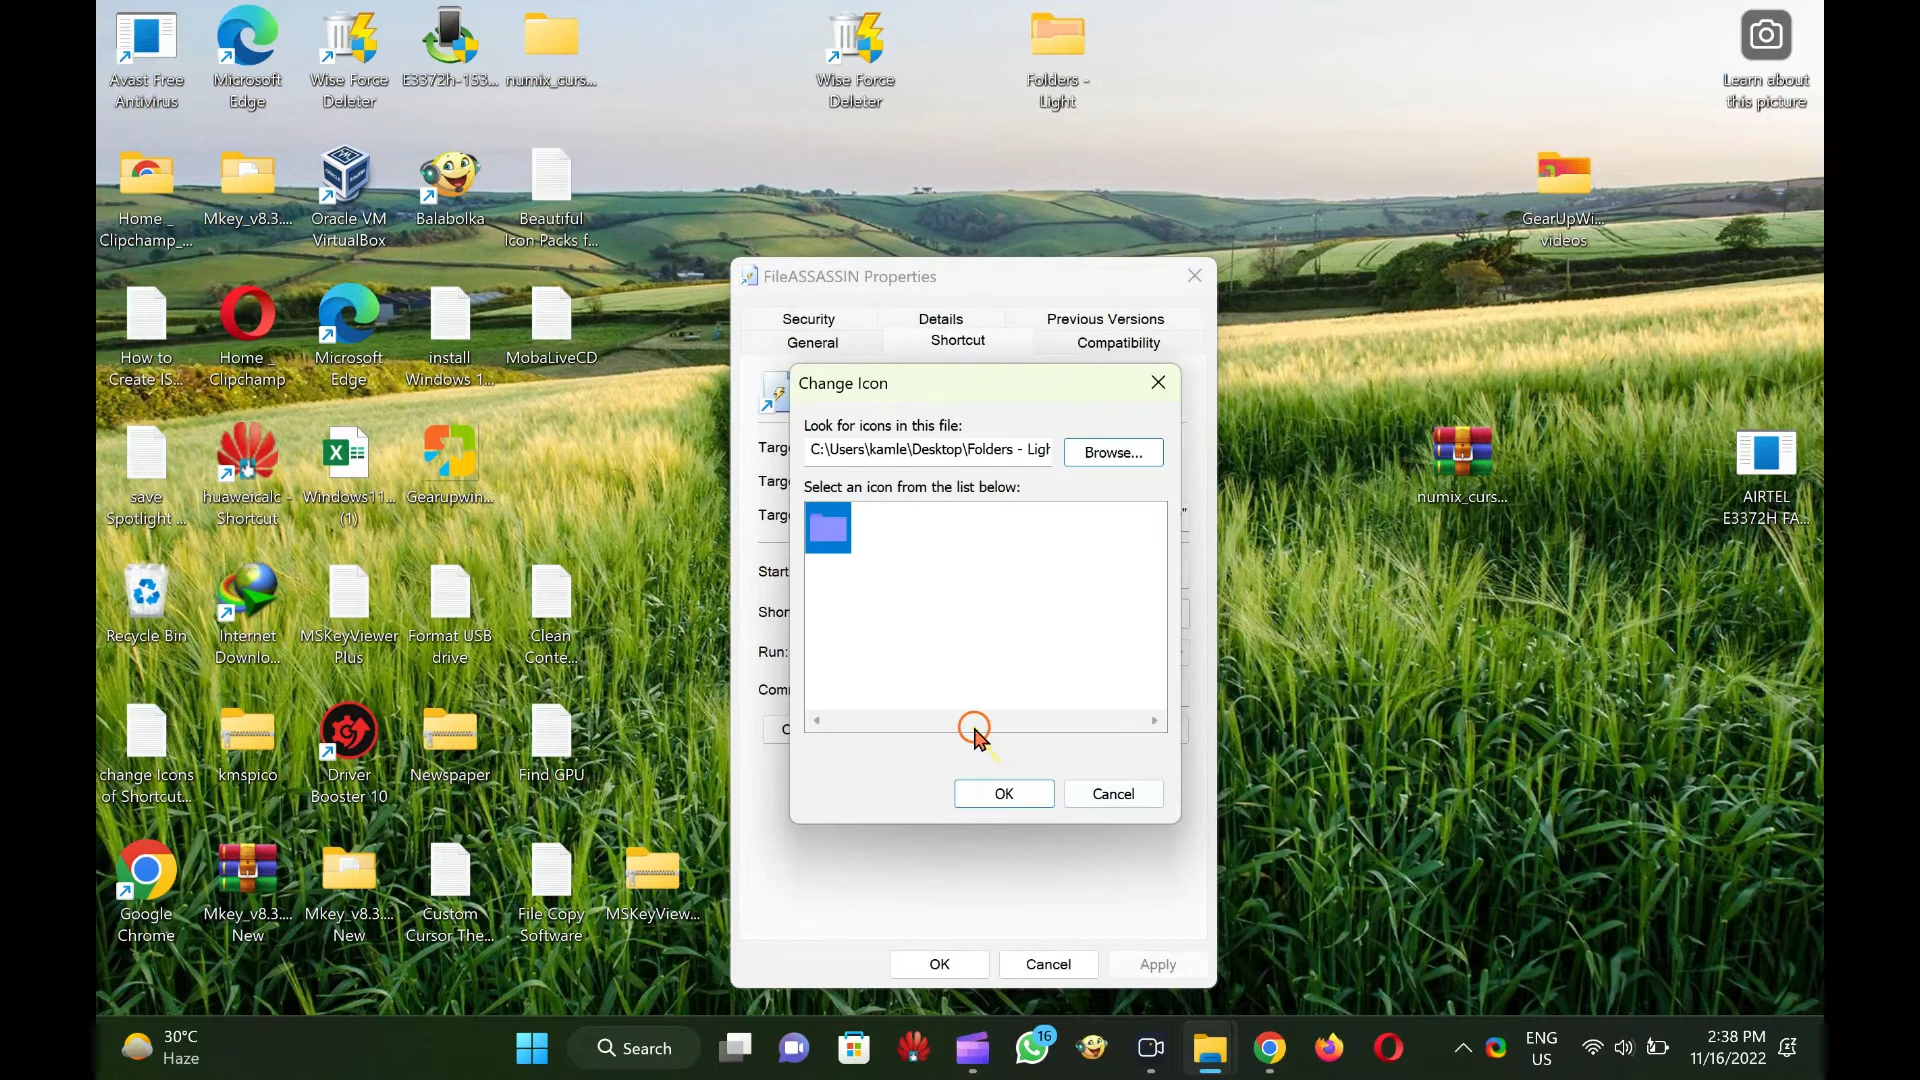 Avast Free
Antivirus
Microsoft
Edge
Wise Force
Deleter
E3372h-153...
numix_curs...
Wise Force
Deleter
Folders -
Light
Learn about
this picture
Home _
Clipchamp_...
Mkey_v8.3....
Oracle VM
VirtualBox
Balabolka
Beautiful
Icon Packs f...
GearUpWi...
videos
How to
Create IS...
Home _
Clipchamp
Microsoft
Edge
install
Windows 1...
MobaLiveCD
save
Spotlight ...
huaweicalc -
Shortcut
Windows11...
(1)
Gearupwin...
numix_curs...
AIRTEL
E3372H FA...
Recycle Bin
Internet
Downlo...
MSKeyViewer
Plus
Format USB
drive
Clean
Conte...
change Icons
of Shortcut...
kmspico
Driver
Booster 10
Newspaper
Find GPU
Google
Chrome
Mkey_v8.3....
New
Mkey_v8.3....
New
Custom
Cursor The...
File Copy
Software
MSKeyView...
FileASSASSIN Properties
Security
Details
Previous Versions
General
Shortcut
Compatibility
Targ
Targ
Targ
"
Start
Shor
Run:
Com
C
Change Icon
Look for icons in this file:
C:\Users\kamle\Desktop\Folders - Ligh
Browse...
Select an icon from the list below:
OK
Cancel
OK
Cancel
Apply
30°C
Haze
Search
16
ENG
US
2:38 PM
11/16/2022